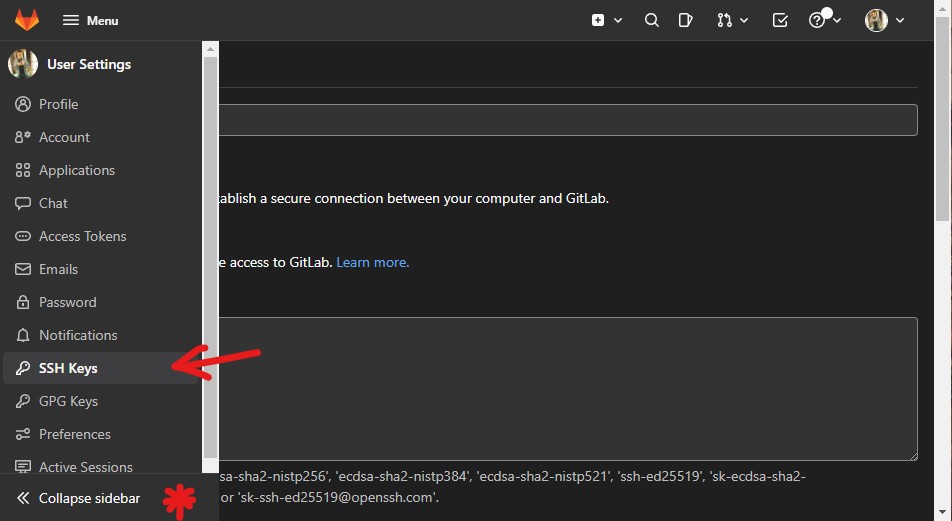 Menu
User Settings
Profile
Account
Applications
Chat
tablish a secure connection between your computer and GitLab.
Access Tokens
e access to GitLab. Learn more.
Emails
Password
Notifications
SSH Keys
GPG Keys
Preferences
Active Sessions
sa-sha2-nistp256', 'ecdsa-sha2-nistp384', 'ecdsa-sha2-nistp521', 'ssh-ed25519', 'sk-ecdsa-sha2-
Collapse sidebar
or 'sk-ssh-ed25519@openssh.com'.